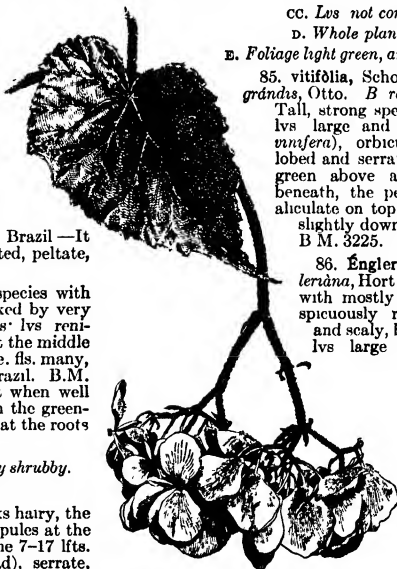 Brazil —It
ted, peltate,
species with
ked by very
s· lvs reni-
t the middle
e. fls. many,
razil. B.M.
t when well
n the green-
at the roots
y shrubby.
ks hairy, the
pules at the
ne 7-17 lfts.
d), serrate,
CC. Lvs not con
D. Whole plan
E. Foliage light green, a
85. vitifòlia, Scho
grándis, Otto. B re
Tall, strong spe
lvs large and
vinifera), orbicu
lobed and serra
green above a
beneath, the pe
aliculate on top
slightly down
B M. 3225.
86. Éngler
leriàna, Hort
with mostly
spicuously r
and scaly, b
lvs large